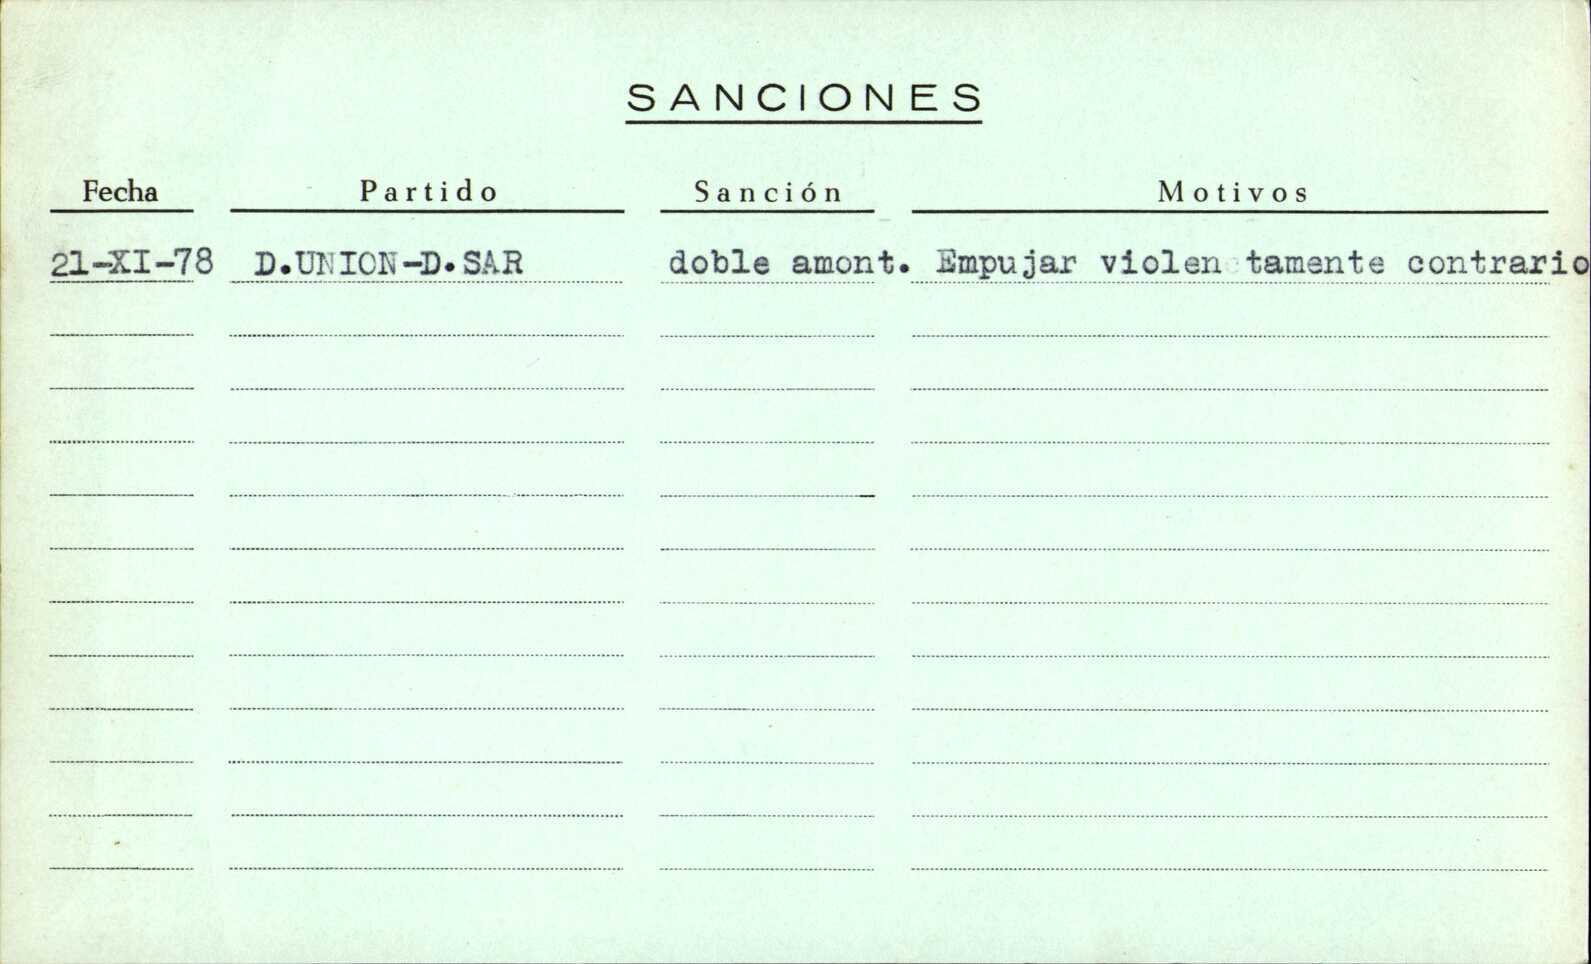 SANCIONES
Fecha Partido Sanción Motivos
21-XI-78 D.UNION-D.SAR doble amont. Empujar violen tamente contrario